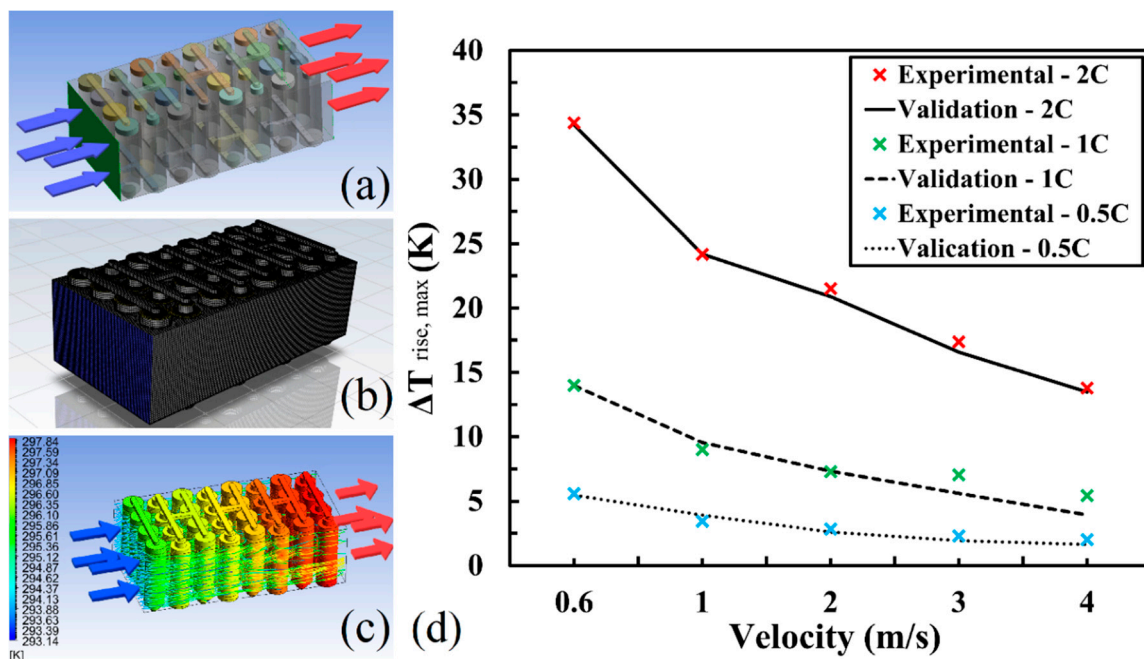 (a)
(b)
297.84
297.59
297.34
297.09
296.85
296.60
296.35
296.10
295.86
295.61
295.36
295.12
294.87
294.62
294.37
294.13
293.88
293.63
293.39
293.14
[K]
(c)
(d)
ΔT rise, max (K)
40
35
30
25
20
15
10
5
0
0.6 1 2 3 4
Velocity (m/s)
Experimental - 2C
Validation - 2C
Experimental - 1C
Validation - 1C
Experimental - 0.5C
Valication - 0.5C